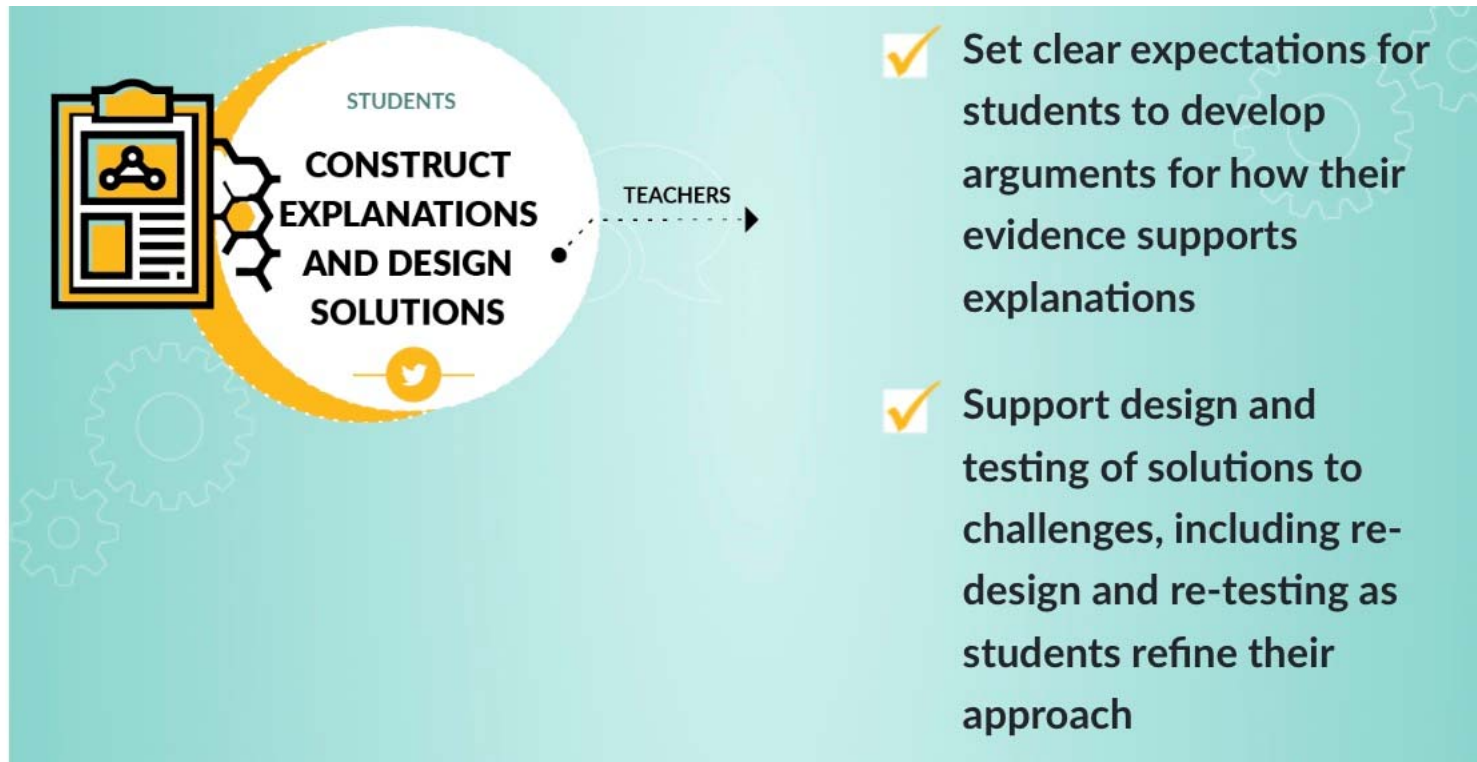 STUDENTS
CONSTRUCT
EXPLANATIONS
AND DESIGN
SOLUTIONS
TEACHERS
Set clear expectations for
students to develop
arguments for how their
evidence supports
explanations
Support design and
testing of solutions to
challenges, including re-
design and re-testing as
students refine their
approach